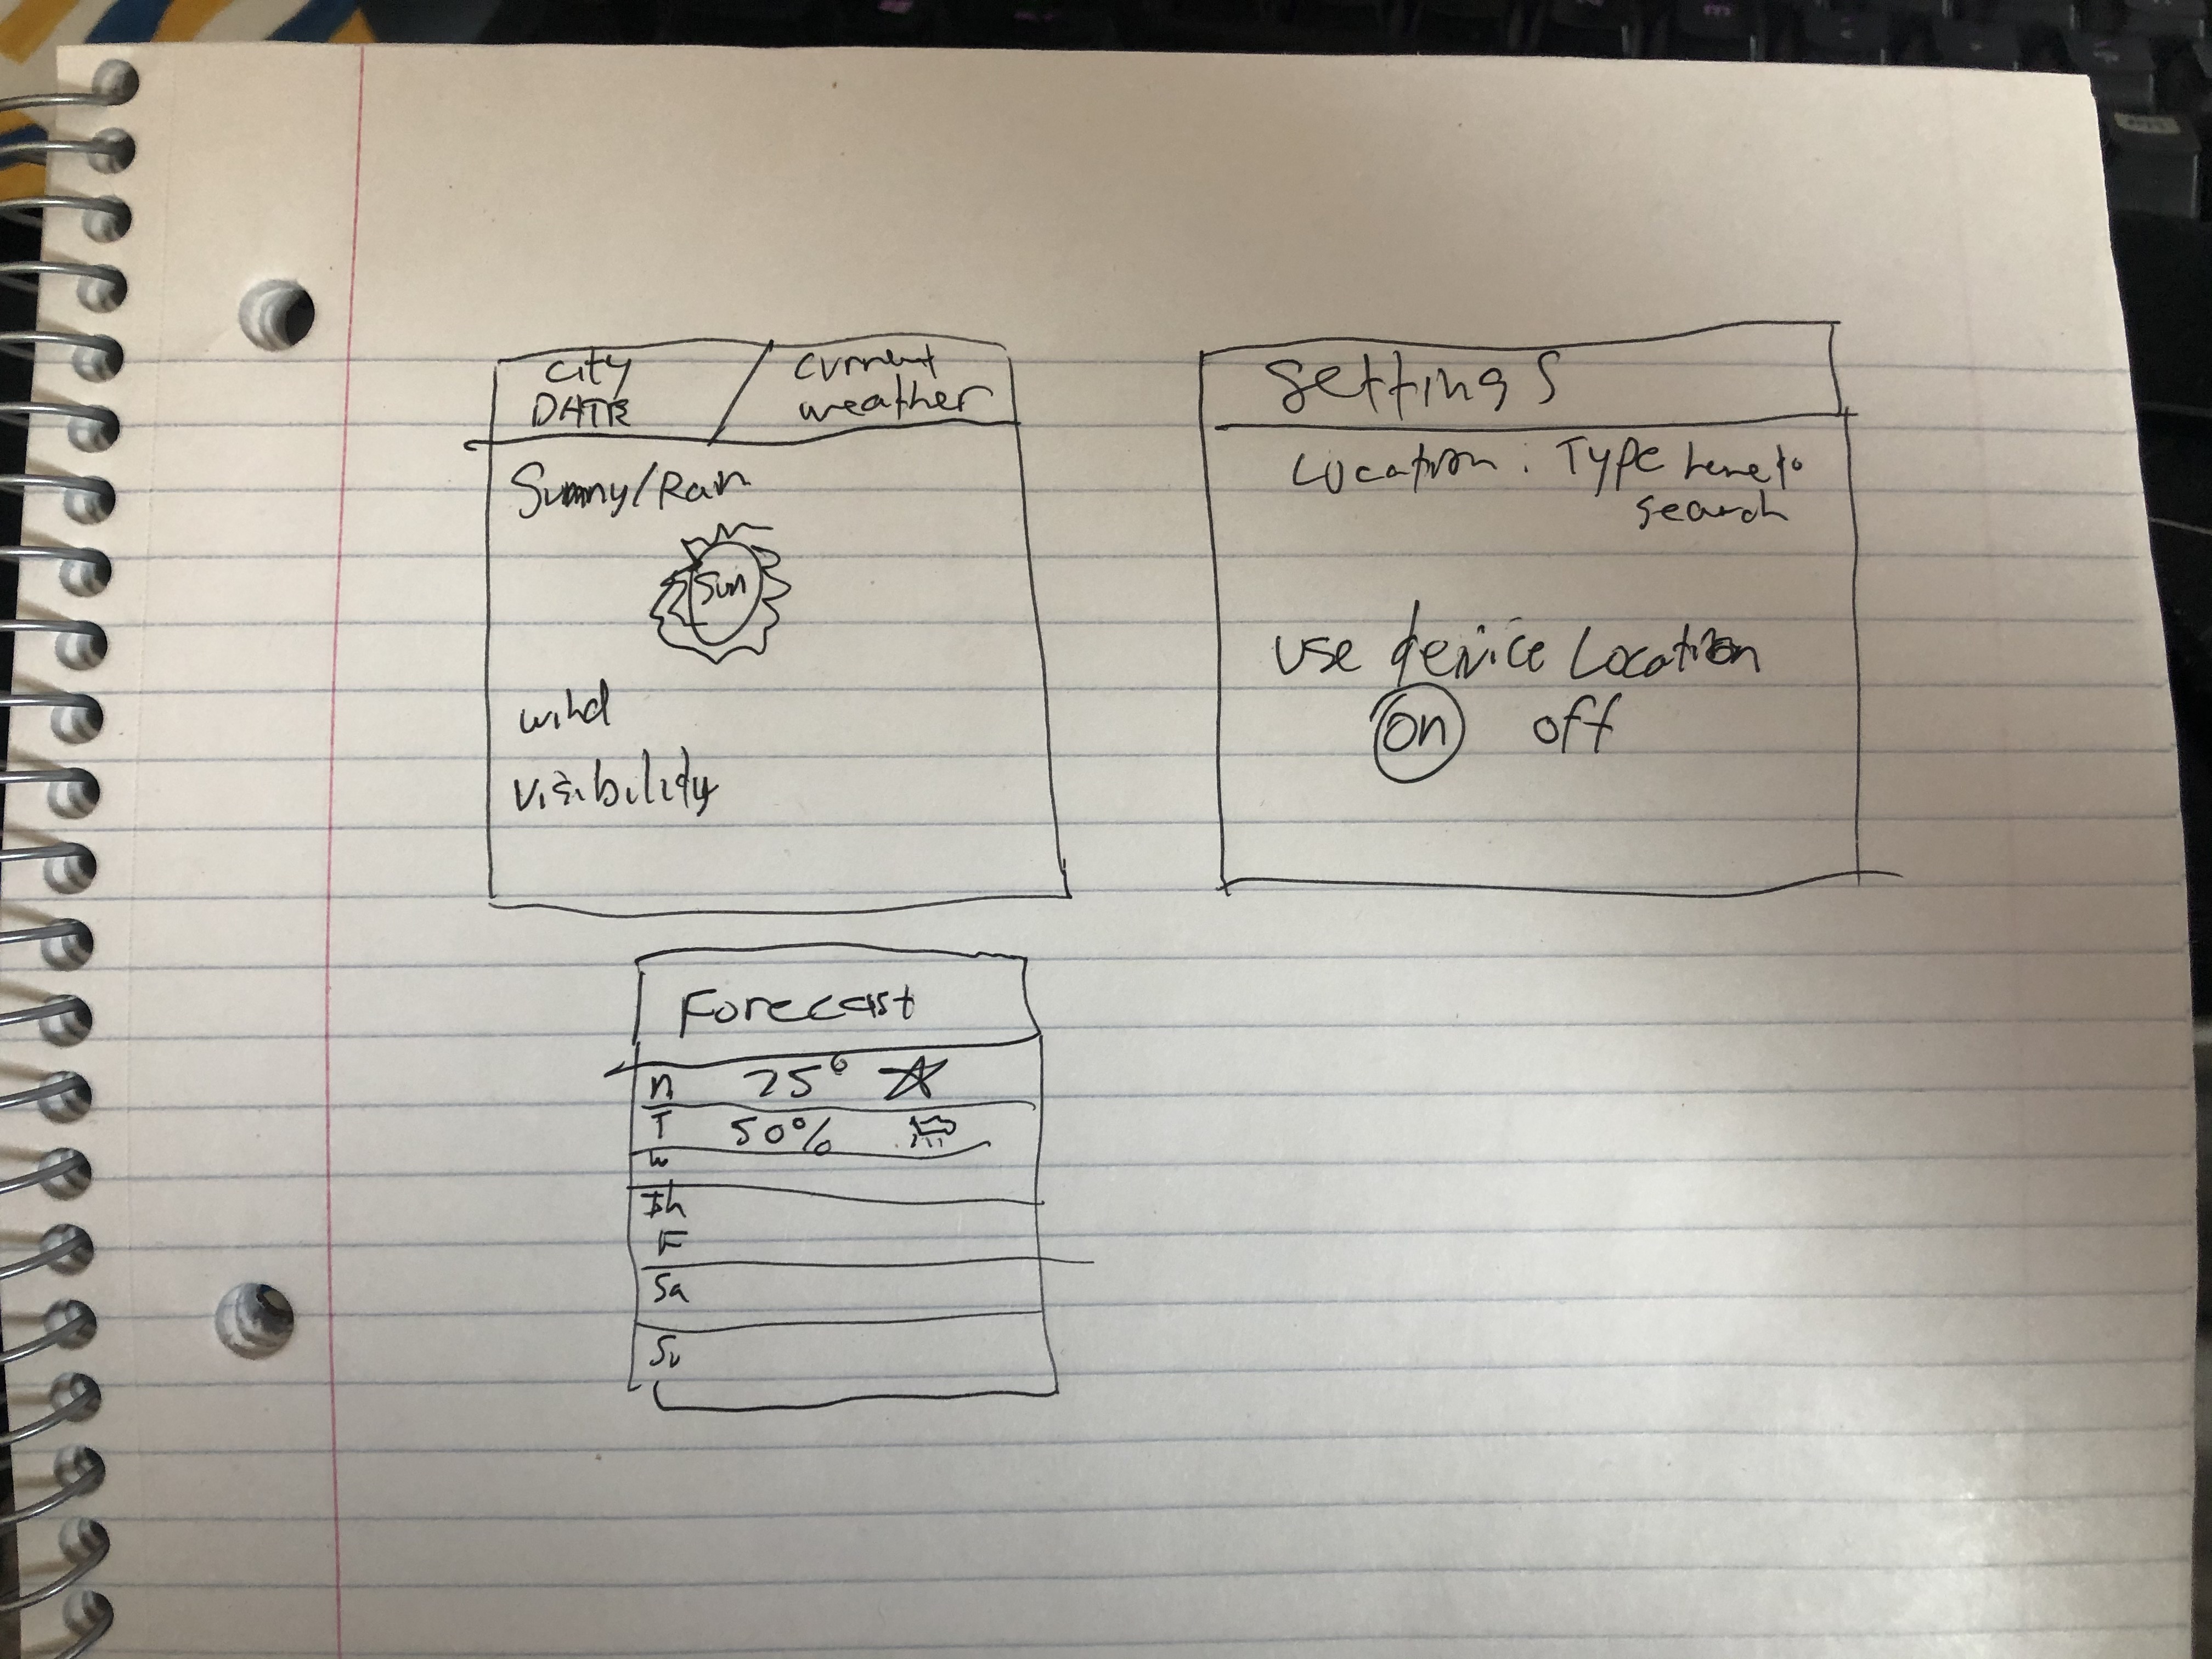 City
DATE
current
weather
Sunny/Rain
Sun
wind
visibility
Settings
Location: Type here to
search
use device Location
on off
Forecast
n 25°
T 50%
W
Th
F
Sa
Su